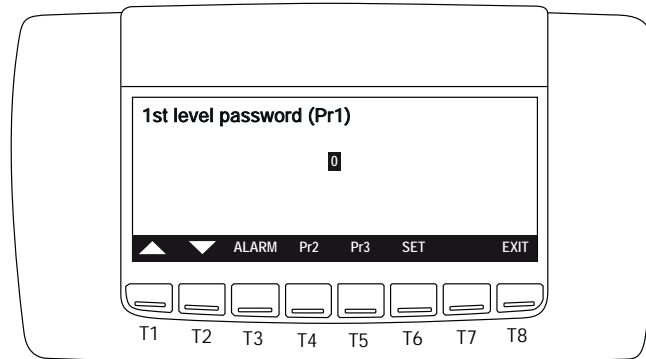 1st level password (Pr1)
0
ALARM Pr2 Pr3 SET EXIT
T1 T2 T3 T4 T5 T6 T7 T8